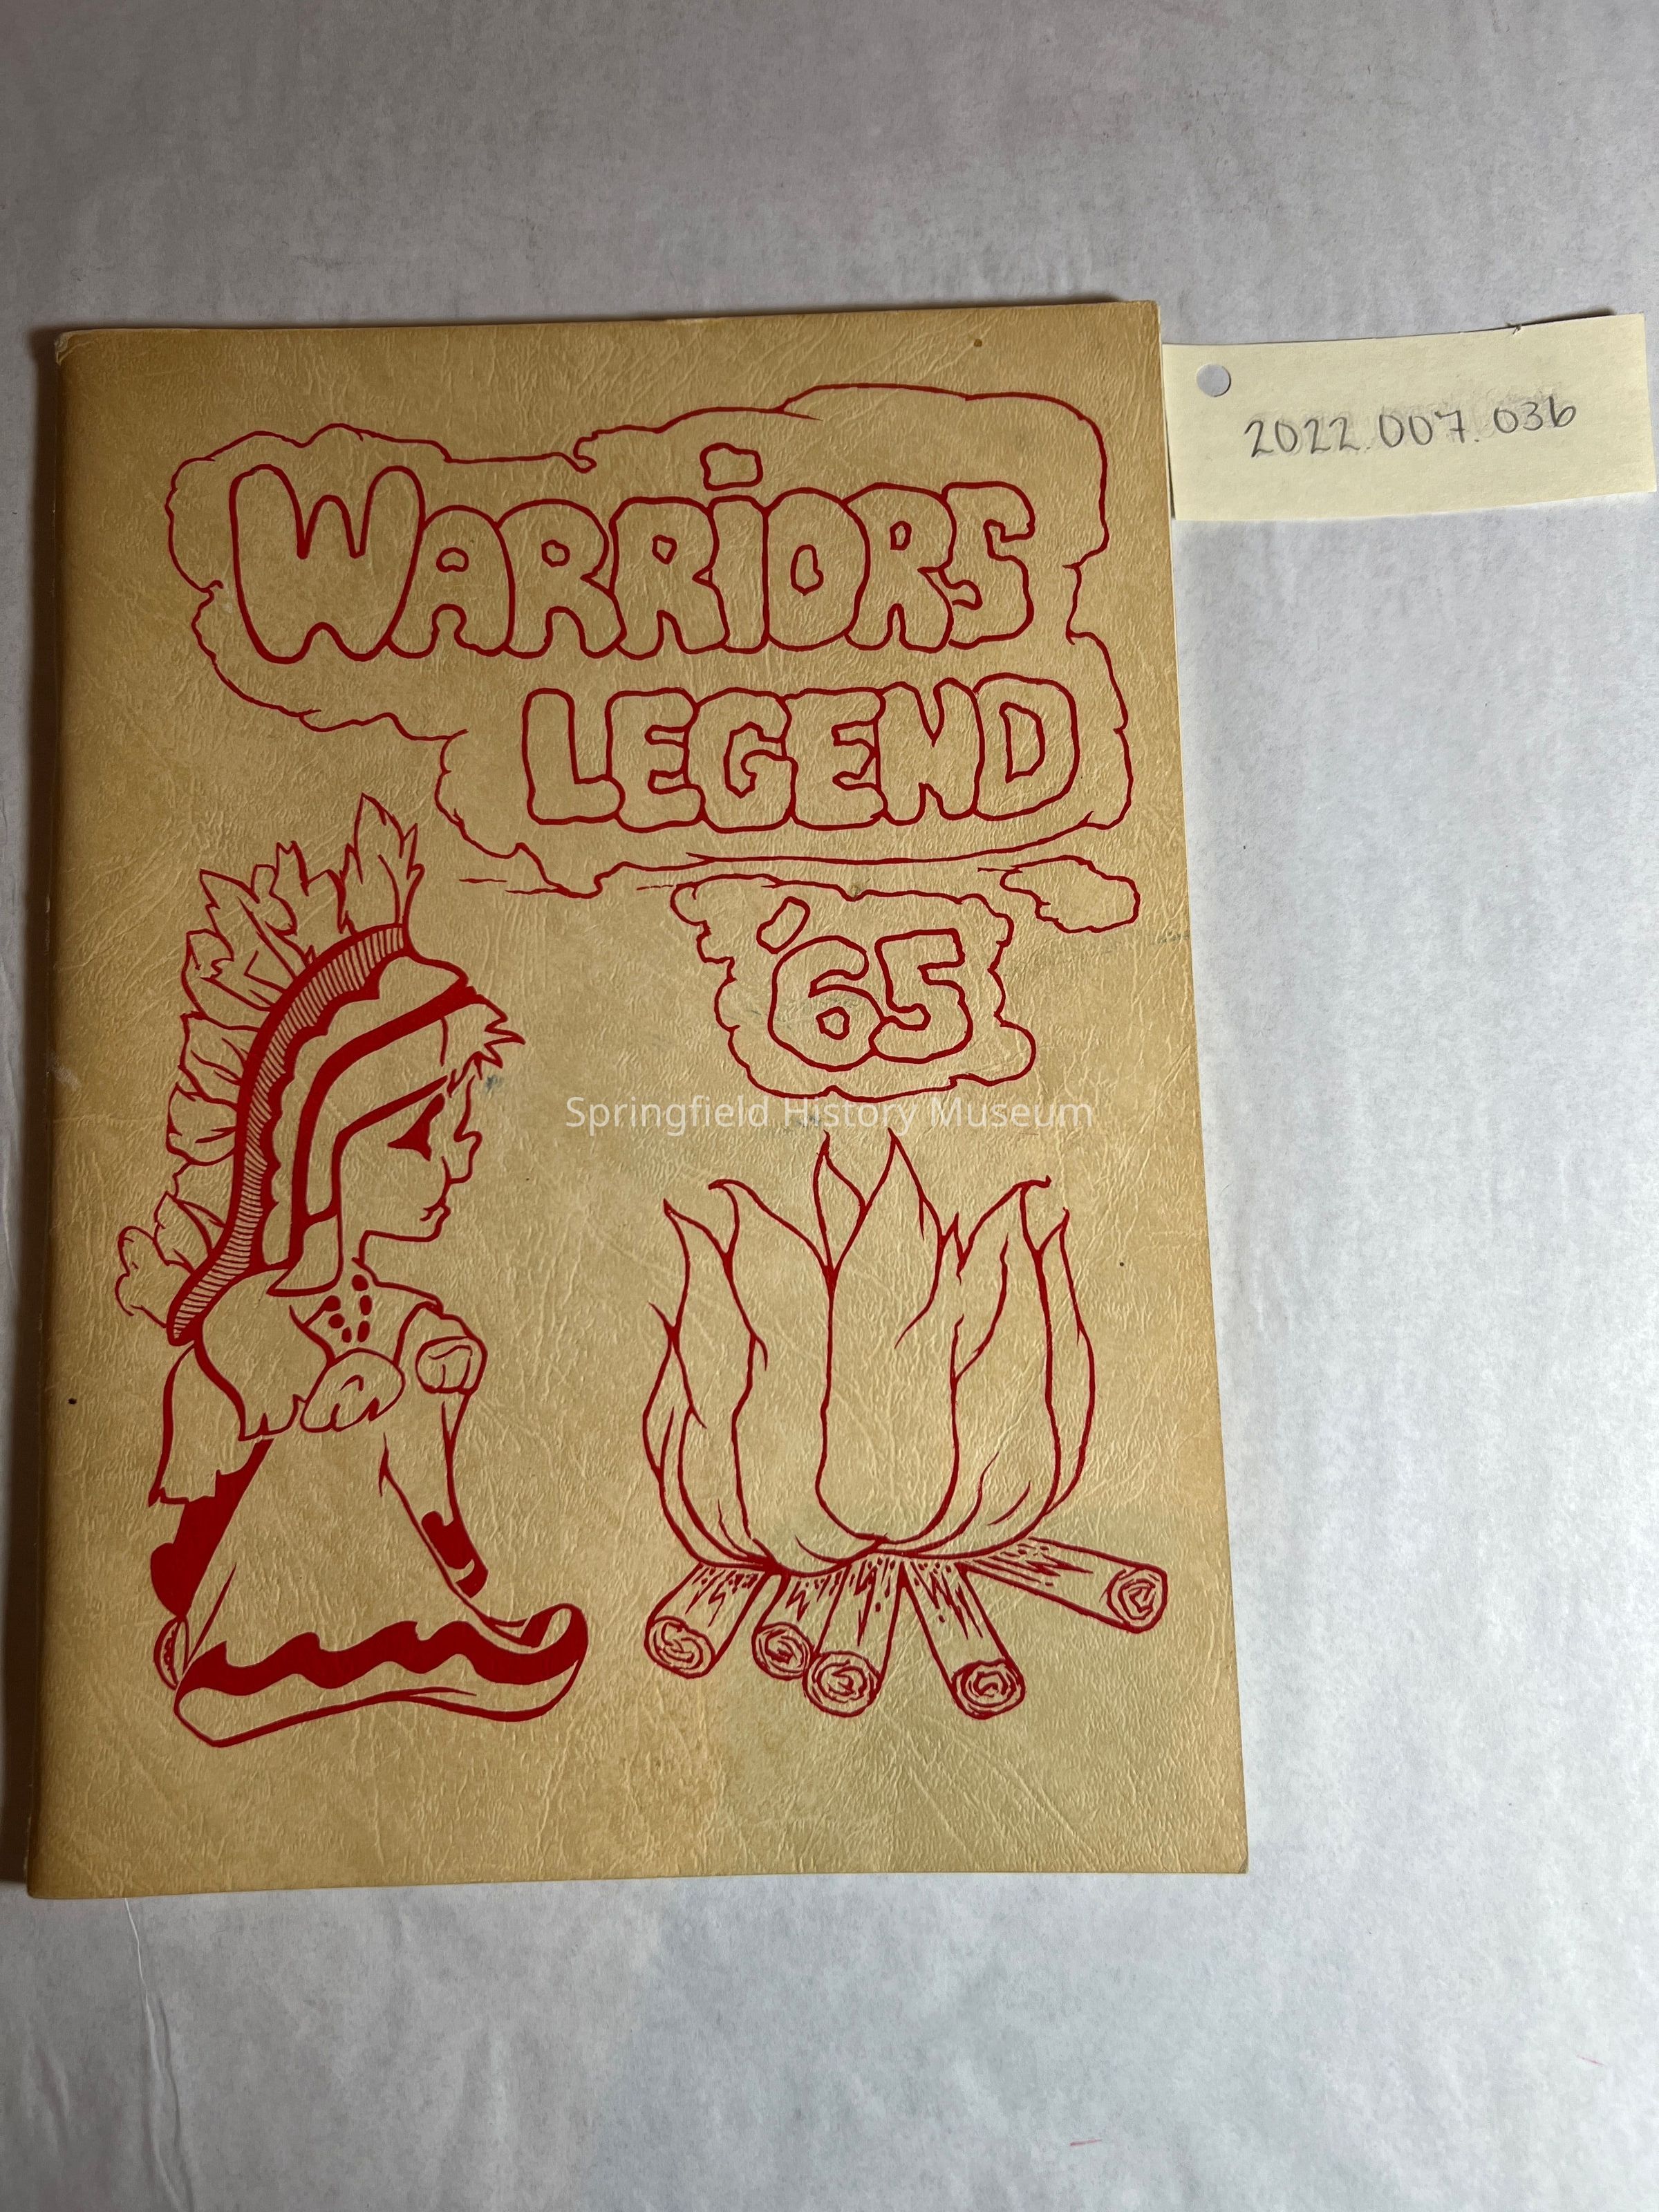 WARRiORS
LEGEND
'65
2022.007.036
Springfield History Museum